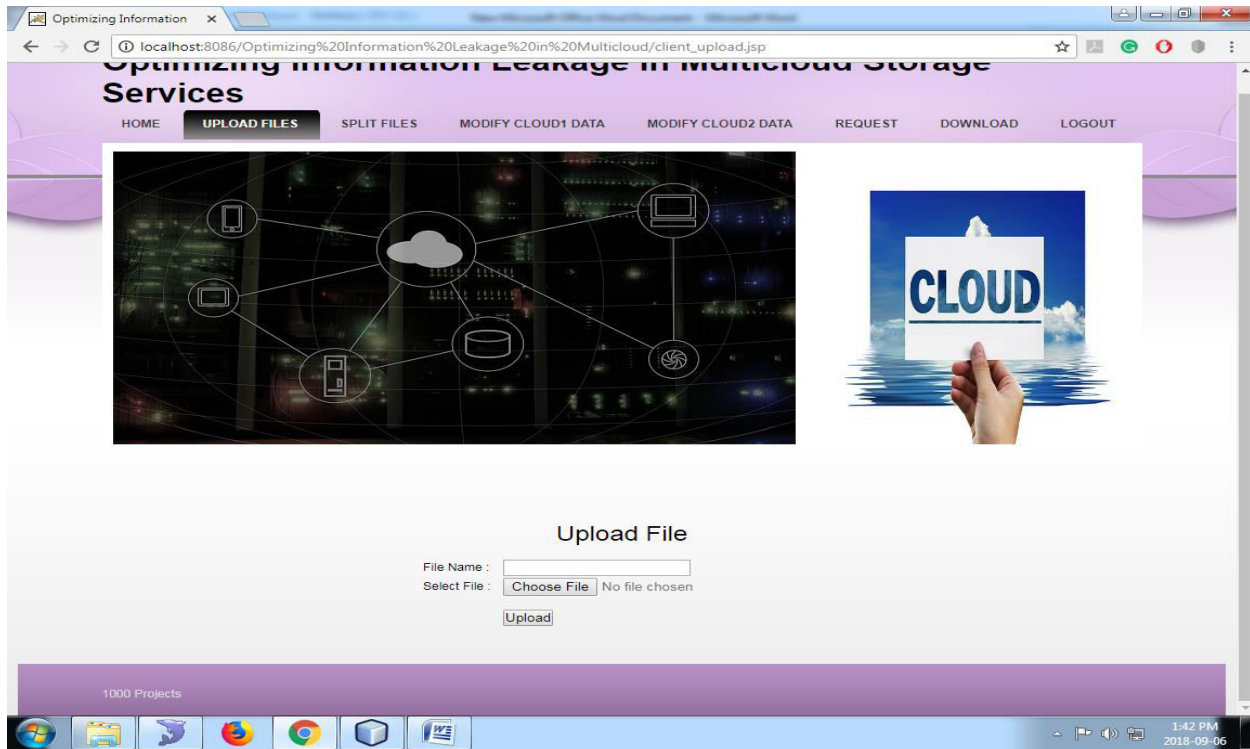 Optimizing Information
localhost:8086/Optimizing%20Information%20Leakage%20in%20Multicloud/client_upload.jsp
Optimizing Information Leakage in Multicloud Storage
Services
HOME UPLOAD FILES SPLIT FILES MODIFY CLOUD1 DATA MODIFY CLOUD2 DATA REQUEST DOWNLOAD LOGOUT
CLOUD
Upload File
File Name :
Select File : Choose File No file chosen
Upload
1000 Projects
1:42 PM
2018-09-06